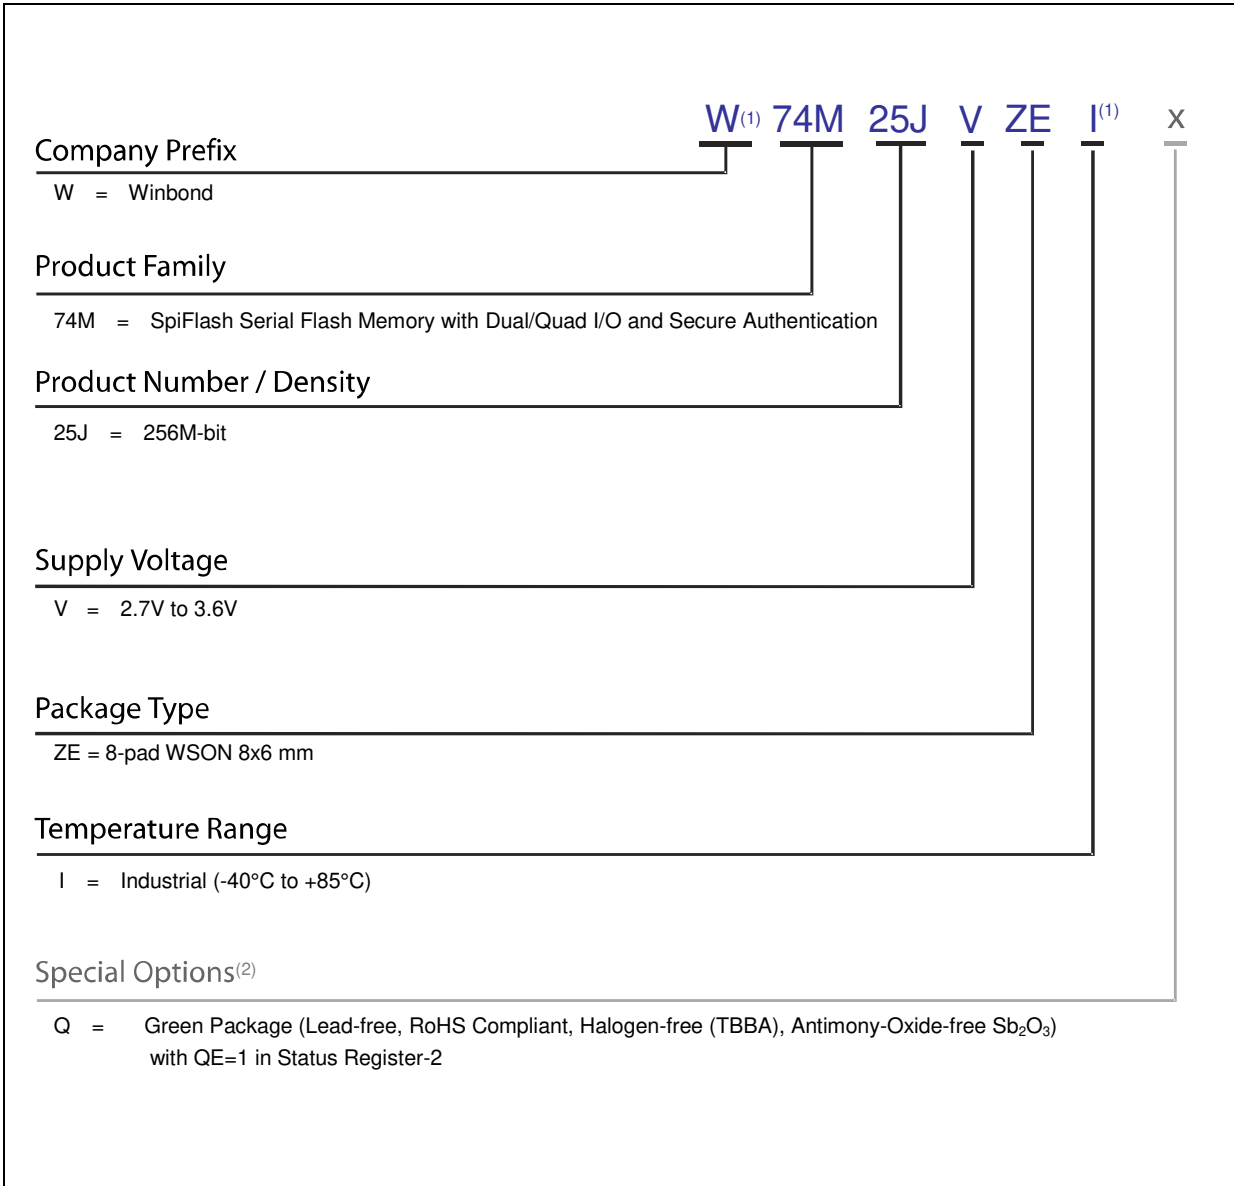 W(1) 74M 25J V ZE I(1) x
Company Prefix
W = Winbond
Product Family
74M = SpiFlash Serial Flash Memory with Dual/Quad I/O and Secure Authentication
Product Number / Density
25J = 256M-bit
Supply Voltage
V = 2.7V to 3.6V
Package Type
ZE = 8-pad WSON 8x6 mm
Temperature Range
I = Industrial (-40°C to +85°C)
Special Options(2)
Q = Green Package (Lead-free, RoHS Compliant, Halogen-free (TBBA), Antimony-Oxide-free Sb₂O₃)
with QE=1 in Status Register-2